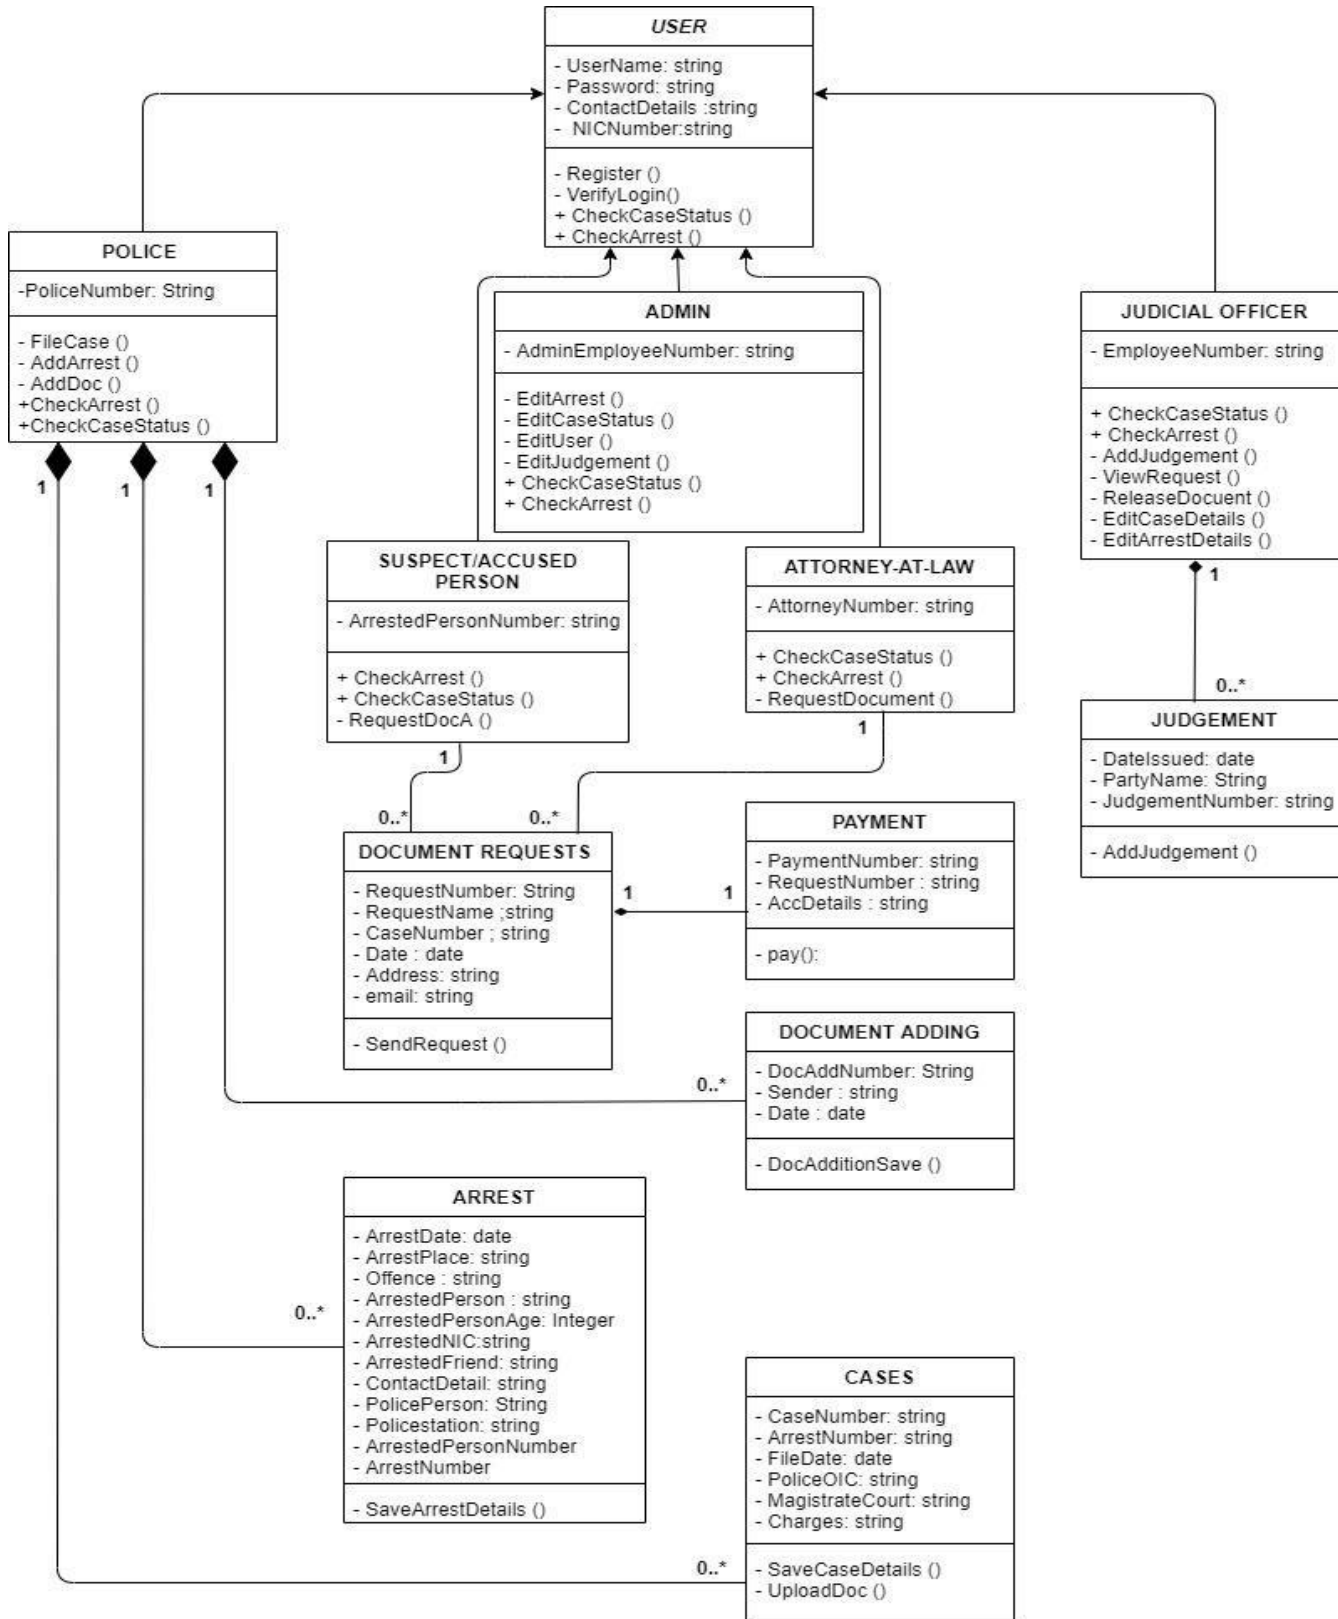 USER
- UserName: string
- Password: string
- ContactDetails :string
- NICNumber:string
- Register ()
- VerifyLogin()
+ CheckCaseStatus ()
+ CheckArrest ()
POLICE
-PoliceNumber: String
- FileCase ()
- AddArrest ()
- AddDoc ()
+CheckArrest ()
+CheckCaseStatus ()
1
1
1
ADMIN
- AdminEmployeeNumber: string
- EditArrest ()
- EditCaseStatus ()
- EditUser ()
- EditJudgement ()
+ CheckCaseStatus ()
+ CheckArrest ()
JUDICIAL OFFICER
- EmployeeNumber: string
+ CheckCaseStatus ()
+ CheckArrest ()
- AddJudgement ()
- ViewRequest ()
- ReleaseDocuent ()
- EditCaseDetails ()
- EditArrestDetails ()
1
0..*
SUSPECT/ACCUSED
PERSON
- ArrestedPersonNumber: string
+ CheckArrest ()
+ CheckCaseStatus ()
- RequestDocA ()
1
0..*
ATTORNEY-AT-LAW
- AttorneyNumber: string
+ CheckCaseStatus ()
+ CheckArrest ()
- RequestDocument ()
1
0..*
JUDGEMENT
- DateIssued: date
- PartyName: String
- JudgementNumber: string
- AddJudgement ()
DOCUMENT REQUESTS
- RequestNumber: String
- RequestName ;string
- CaseNumber ; string
- Date : date
- Address: string
- email: string
- SendRequest ()
1
1
PAYMENT
- PaymentNumber: string
- RequestNumber : string
- AccDetails : string
- pay():
0..*
DOCUMENT ADDING
- DocAddNumber: String
- Sender : string
- Date : date
- DocAdditionSave ()
0..*
ARREST
- ArrestDate: date
- ArrestPlace: string
- Offence : string
- ArrestedPerson : string
- ArrestedPersonAge: Integer
- ArrestedNIC:string
- ArrestedFriend: string
- ContactDetail: string
- PolicePerson: String
- Policestation: string
- ArrestedPersonNumber
- ArrestNumber
- SaveArrestDetails ()
0..*
CASES
- CaseNumber: string
- ArrestNumber: string
- FileDate: date
- PoliceOIC: string
- MagistrateCourt: string
- Charges: string
- SaveCaseDetails ()
- UploadDoc ()